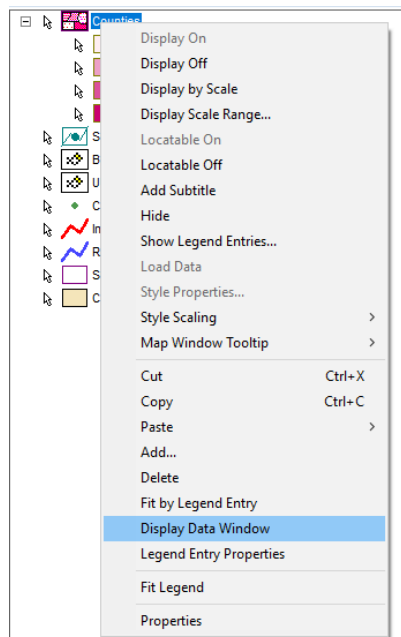 Counties
Display On
Display Off
Display by Scale
Display Scale Range...
Locatable On
S Locatable Off
B Add Subtitle
U Hide
C Show Legend Entries...
In Load Data
R Style Properties...
S Style Scaling >
C Map Window Tooltip >
Cut Ctrl+X
Copy Ctrl+C
Paste >
Add...
Delete
Fit by Legend Entry
Display Data Window
Legend Entry Properties
Fit Legend
Properties